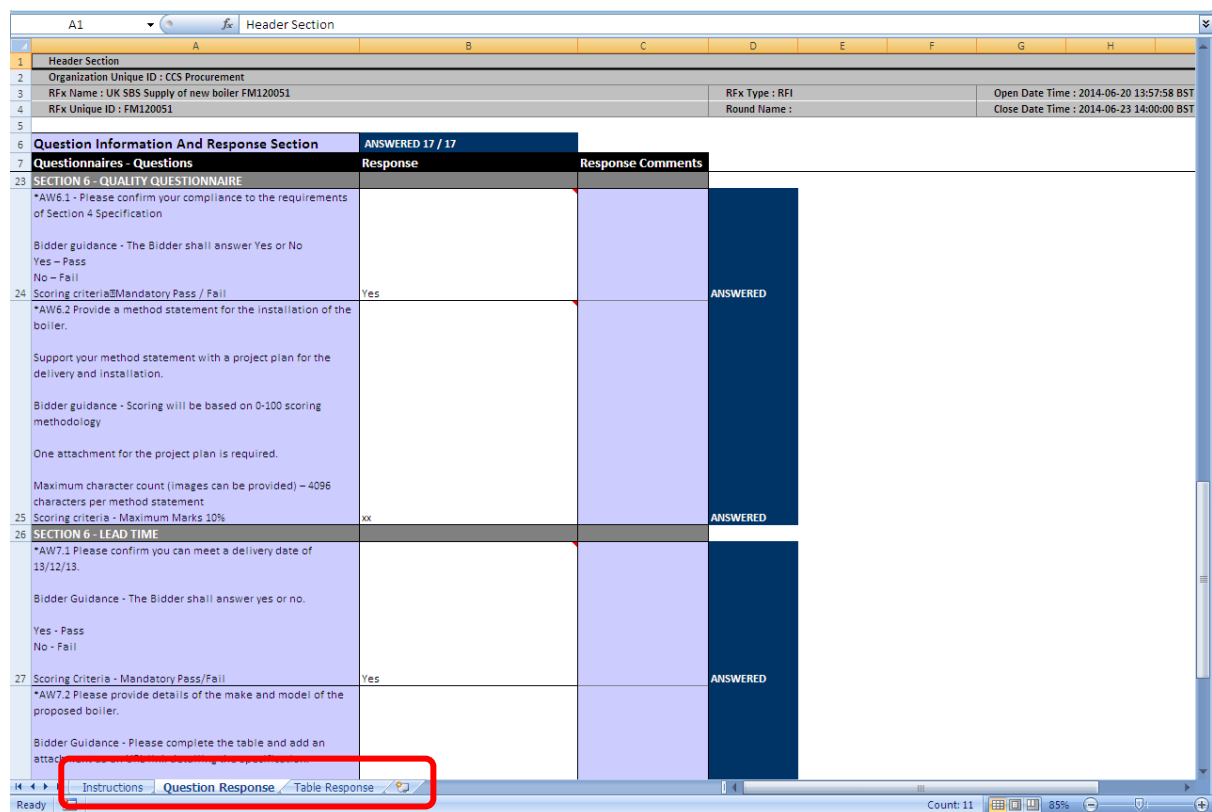 A1 fx Header Section
A B C D E F G H
1 Header Section
2 Organization Unique ID : CCS Procurement
3 RFx Name : UK SBS Supply of new boiler FM120051 RFx Type : RFI Open Date Time : 2014-06-20 13:57:58 BST
4 RFx Unique ID : FM120051 Round Name : Close Date Time : 2014-06-23 14:00:00 BST
5
6 Question Information And Response Section ANSWERED 17 / 17
7 Questionnaires - Questions Response Response Comments
23 SECTION 6 - QUALITY QUESTIONNAIRE
*AW6.1 - Please confirm your compliance to the requirements
of Section 4 Specification
Bidder guidance - The Bidder shall answer Yes or No
Yes – Pass
No – Fail
24 Scoring criteria Mandatory Pass / Fail Yes ANSWERED
*AW6.2 Provide a method statement for the installation of the
boiler.
Support your method statement with a project plan for the
delivery and installation.
Bidder guidance - Scoring will be based on 0-100 scoring
methodology
One attachment for the project plan is required.
Maximum character count (images can be provided) – 4096
characters per method statement
25 Scoring criteria - Maximum Marks 10% xx ANSWERED
26 SECTION 6 - LEAD TIME
*AW7.1 Please confirm you can meet a delivery date of
13/12/13.
Bidder Guidance - The Bidder shall answer yes or no.
Yes - Pass
No - Fail
27 Scoring Criteria - Mandatory Pass/Fail Yes ANSWERED
*AW7.2 Please provide details of the make and model of the
proposed boiler.
Bidder Guidance - Please complete the table and add an
Instructions Question Response Table Response
Ready Count: 11 85%